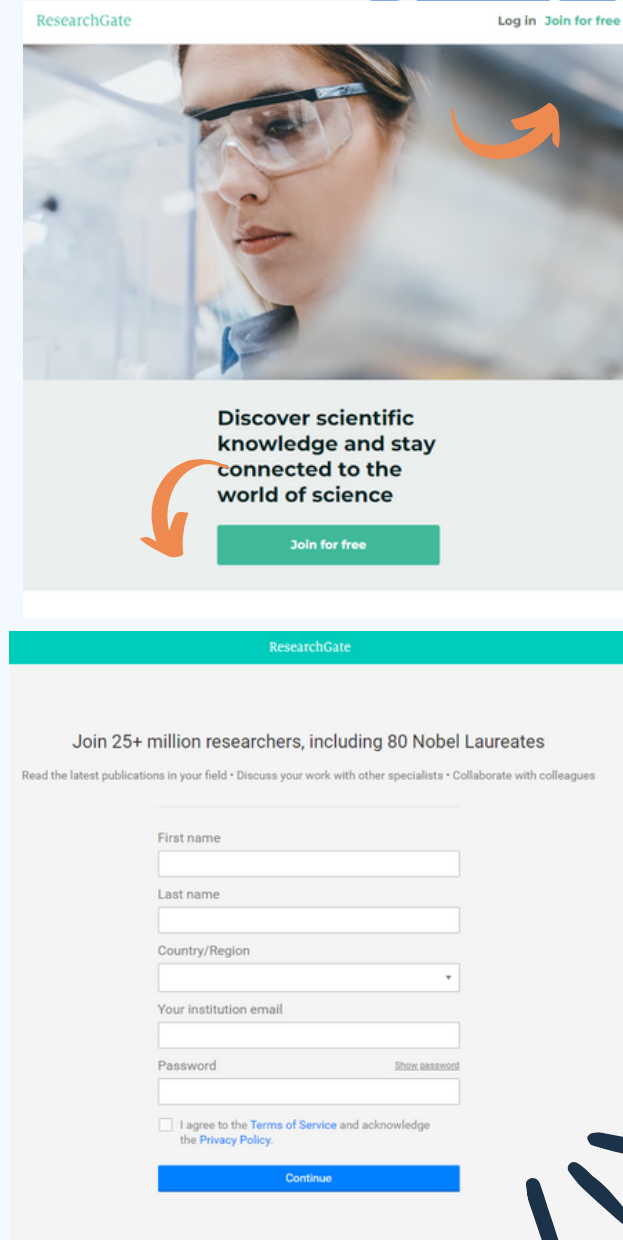 ResearchGate
Log in Join for free
Discover scientific
knowledge and stay
connected to the
world of science
Join for free
ResearchGate
Join 25+ million researchers, including 80 Nobel Laureates
Read the latest publications in your field • Discuss your work with other specialists • Collaborate with colleagues
First name
Last name
Country/Region
Your institution email
Password
Show password
I agree to the Terms of Service and acknowledge
the Privacy Policy.
Continue